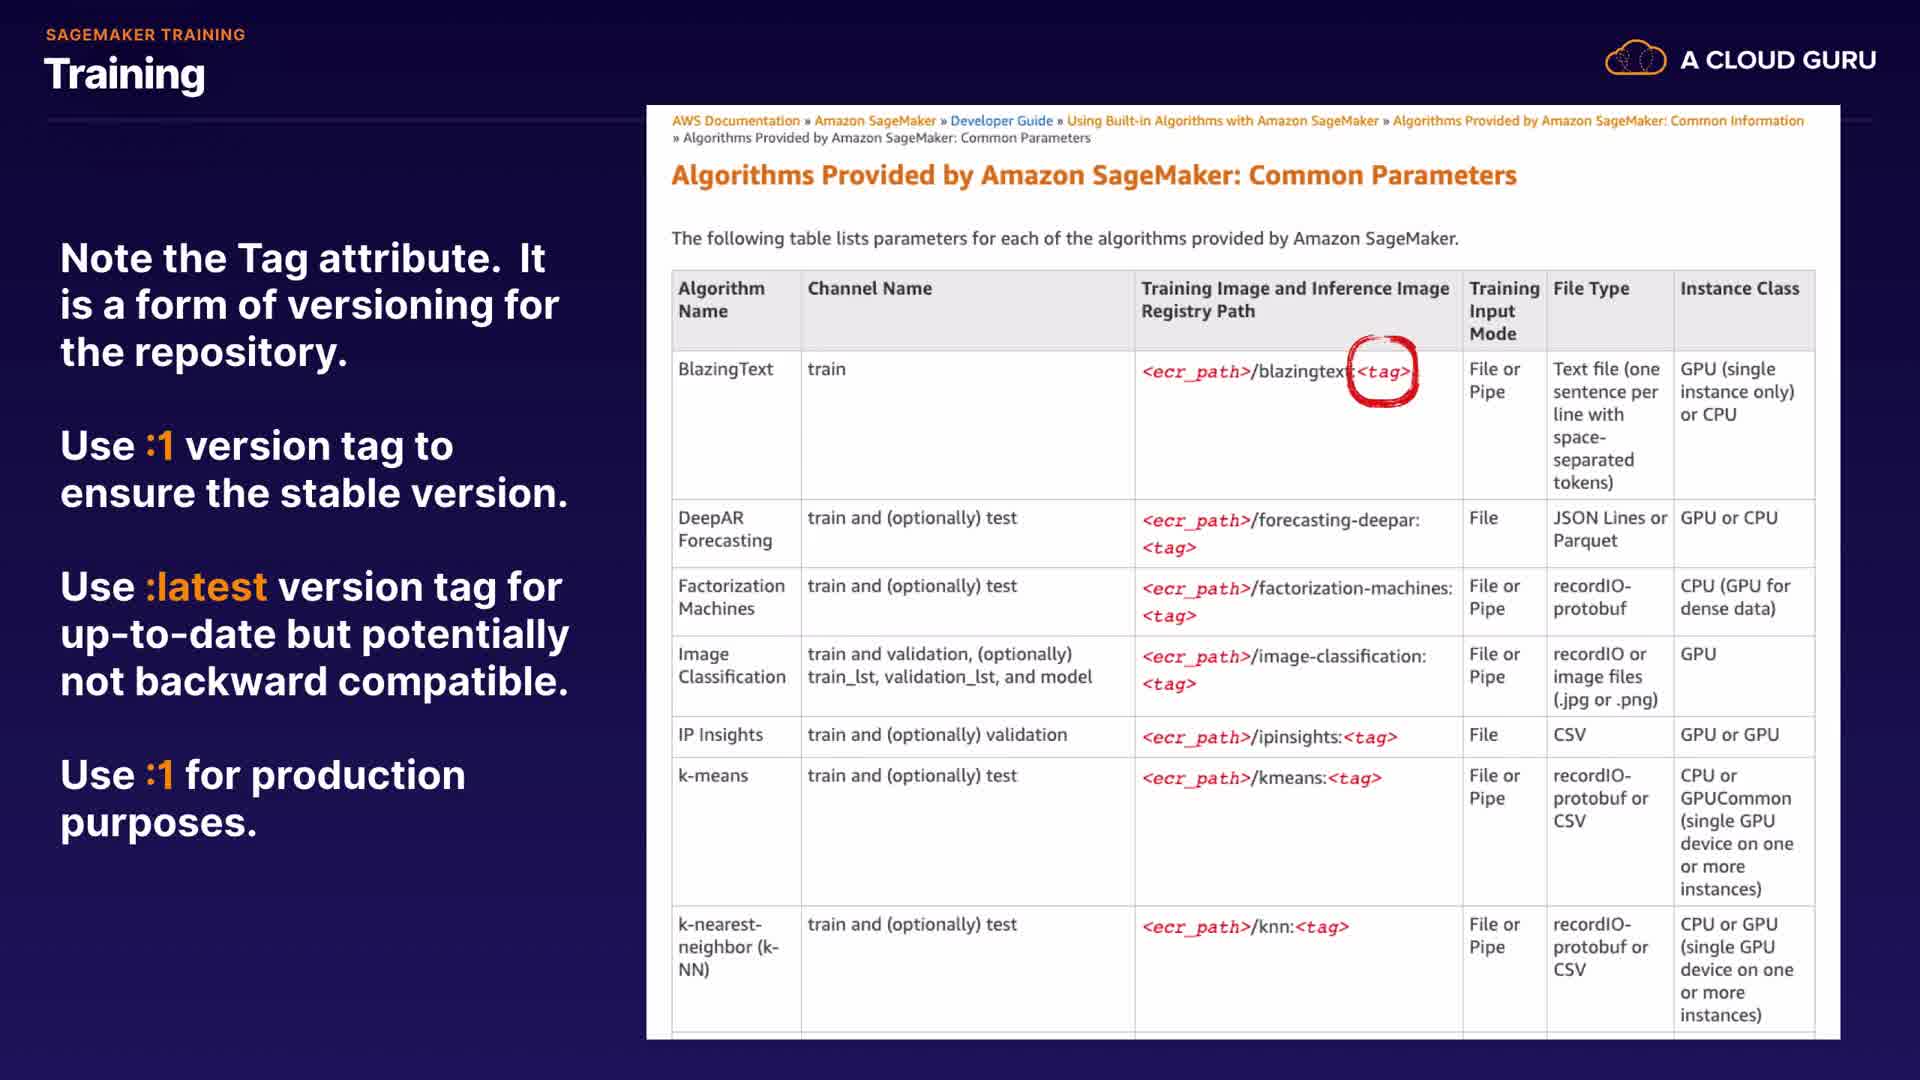 SAGEMAKER TRAINING
Training
A CLOUD GURU
Note the Tag attribute. It
is a form of versioning for
the repository.
Use :1 version tag to
ensure the stable version.
Use :latest version tag for
up-to-date but potentially
not backward compatible.
Use :1 for production
purposes.
AWS Documentation » Amazon SageMaker » Developer Guide » Using Built-in Algorithms with Amazon SageMaker » Algorithms Provided by Amazon SageMaker: Common Information
» Algorithms Provided by Amazon SageMaker: Common Parameters
Algorithms Provided by Amazon SageMaker: Common Parameters
The following table lists parameters for each of the algorithms provided by Amazon SageMaker.
Algorithm
Name
Channel Name
Training Image and Inference Image
Registry Path
Training
Input
Mode
File Type
Instance Class
BlazingText
train
<ecr_path>/blazingtext:<tag>
File or
Pipe
Text file (one
sentence per
line with
space-
separated
tokens)
GPU (single
instance only)
or CPU
DeepAR
Forecasting
train and (optionally) test
<ecr_path>/forecasting-deepar:
<tag>
File
JSON Lines or
Parquet
GPU or CPU
Factorization
Machines
train and (optionally) test
<ecr_path>/factorization-machines:
<tag>
File or
Pipe
recordIO-
protobuf
CPU (GPU for
dense data)
Image
Classification
train and validation, (optionally)
train_lst, validation_lst, and model
<ecr_path>/image-classification:
<tag>
File or
Pipe
recordIO or
image files
(.jpg or .png)
GPU
IP Insights
train and (optionally) validation
<ecr_path>/ipinsights:<tag>
File
CSV
GPU or GPU
k-means
train and (optionally) test
<ecr_path>/kmeans:<tag>
File or
Pipe
recordIO-
protobuf or
CSV
CPU or
GPUCommon
(single GPU
device on one
or more
instances)
k-nearest-
neighbor (k-
NN)
train and (optionally) test
<ecr_path>/knn:<tag>
File or
Pipe
recordIO-
protobuf or
CSV
CPU or GPU
(single GPU
device on one
or more
instances)